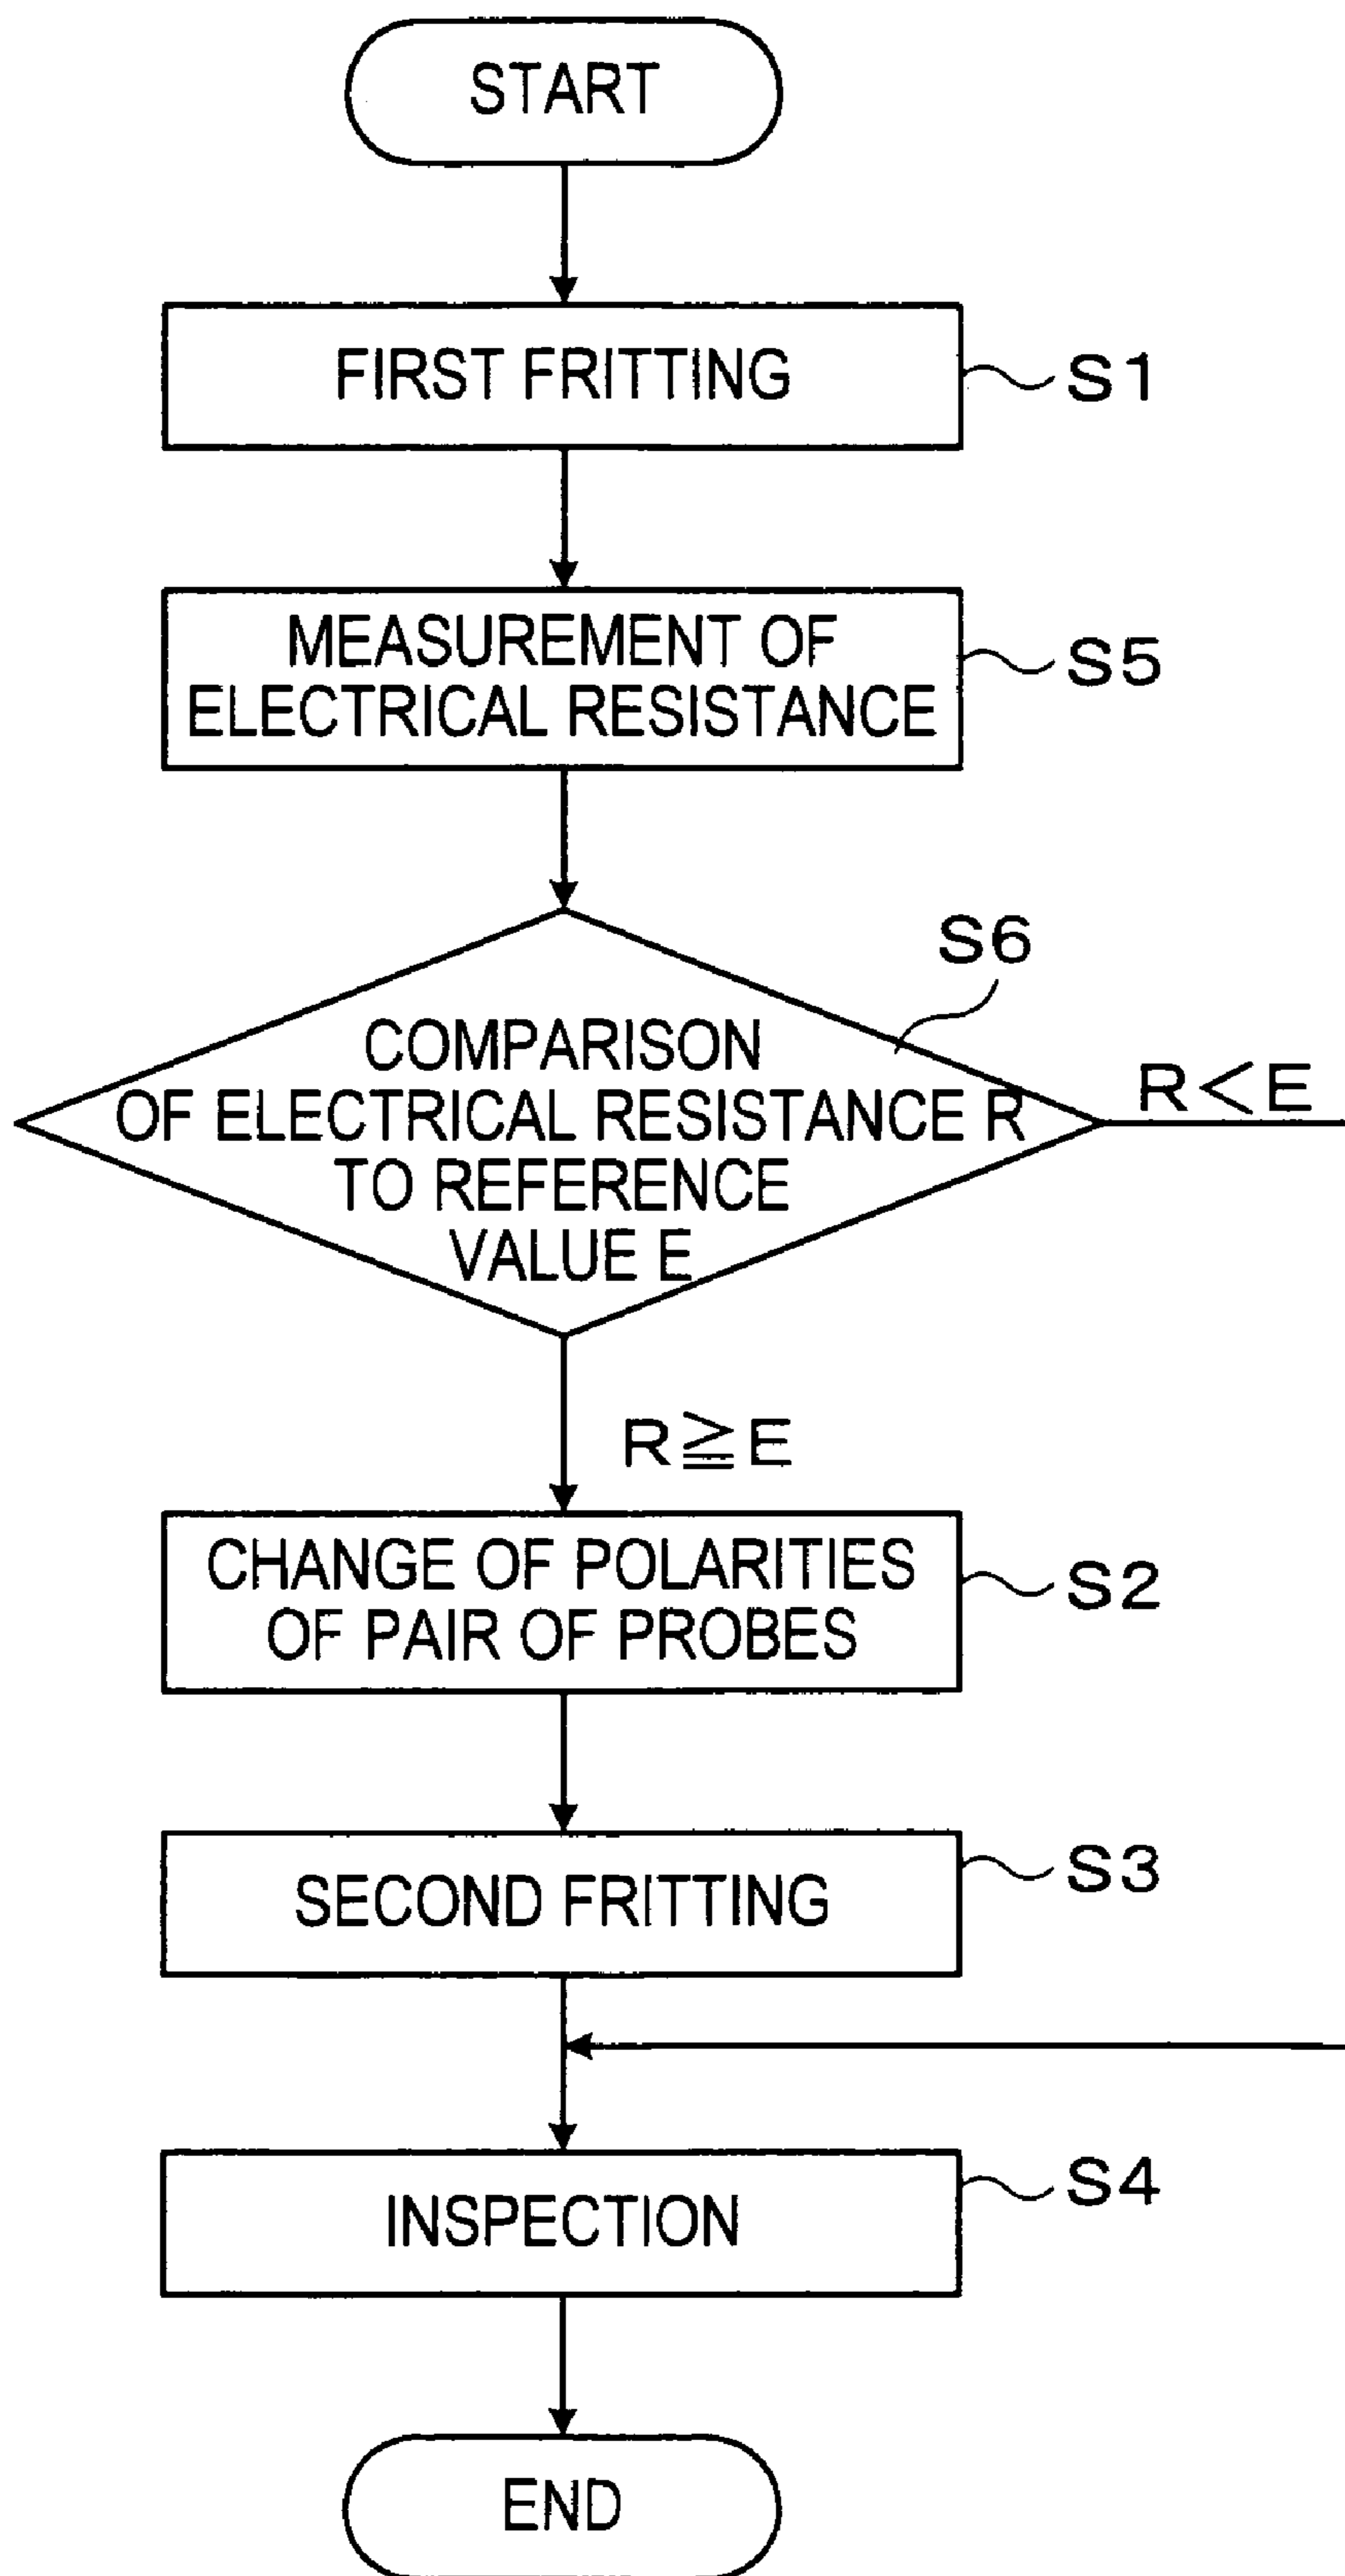 START
FIRST FRITTING
S1
MEASUREMENT OF
ELECTRICAL RESISTANCE
S5
S6
COMPARISON
OF ELECTRICAL RESISTANCE R
TO REFERENCE
VALUE E
R<E
R≧E
CHANGE OF POLARITIES
OF PAIR OF PROBES
S2
SECOND FRITTING
S3
INSPECTION
S4
END